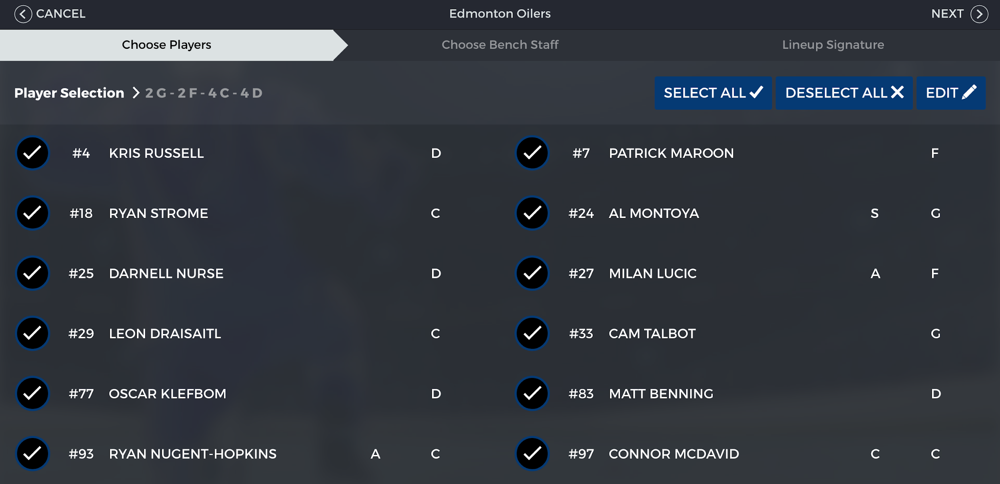 CANCEL Edmonton Oilers NEXT
Choose Players Choose Bench Staff Lineup Signature
Player Selection 2 G - 2 F - 4 C - 4 D SELECT ALL DESELECT ALL EDIT
#4 KRIS RUSSELL D #7 PATRICK MAROON F
#18 RYAN STROME C #24 AL MONTOYA S G
#25 DARNELL NURSE D #27 MILAN LUCIC A F
#29 LEON DRAISAITL C #33 CAM TALBOT G
#77 OSCAR KLEFBOM D #83 MATT BENNING D
#93 RYAN NUGENT-HOPKINS A C #97 CONNOR MCDAVID C C